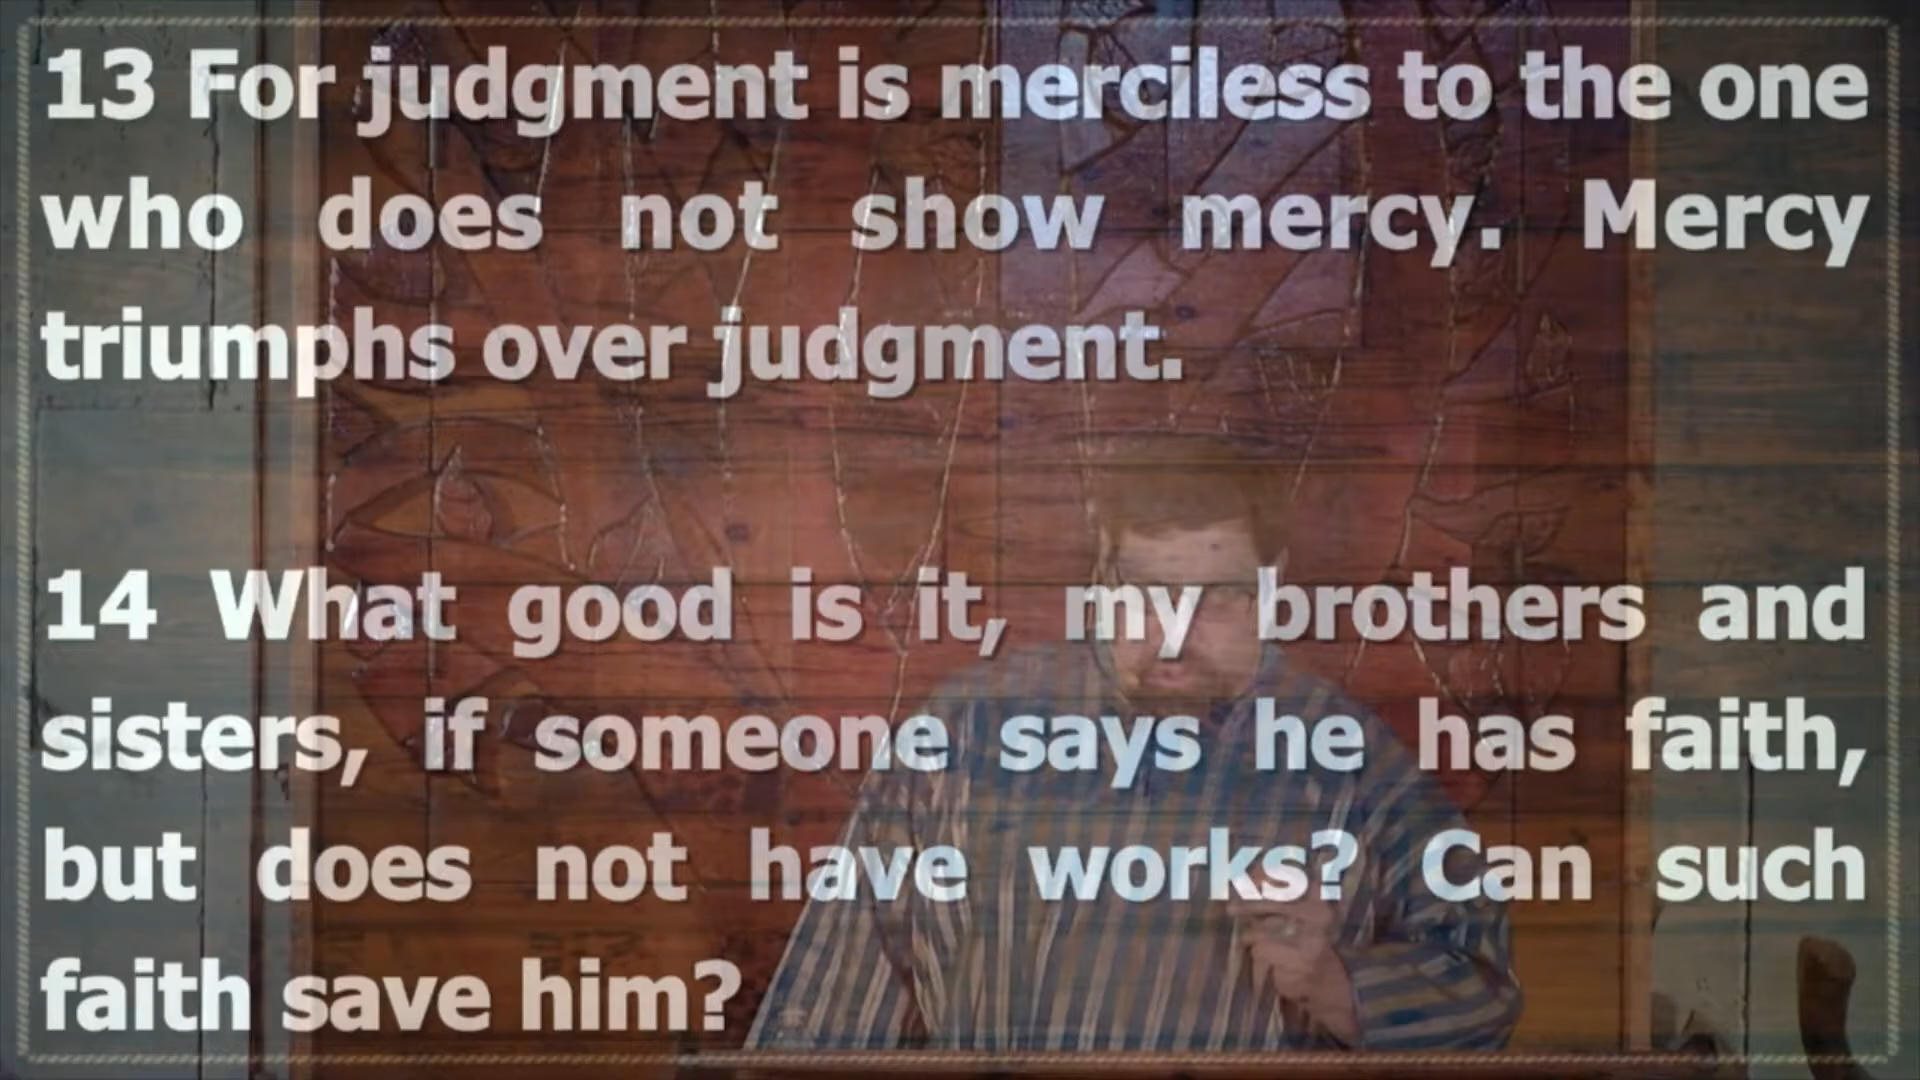 13 For judgment is merciless to the one
who does not show mercy. Mercy
triumphs over judgment.
14 What good is it, my brothers and
sisters, if someone says he has faith,
but does not have works? Can such
faith save him?